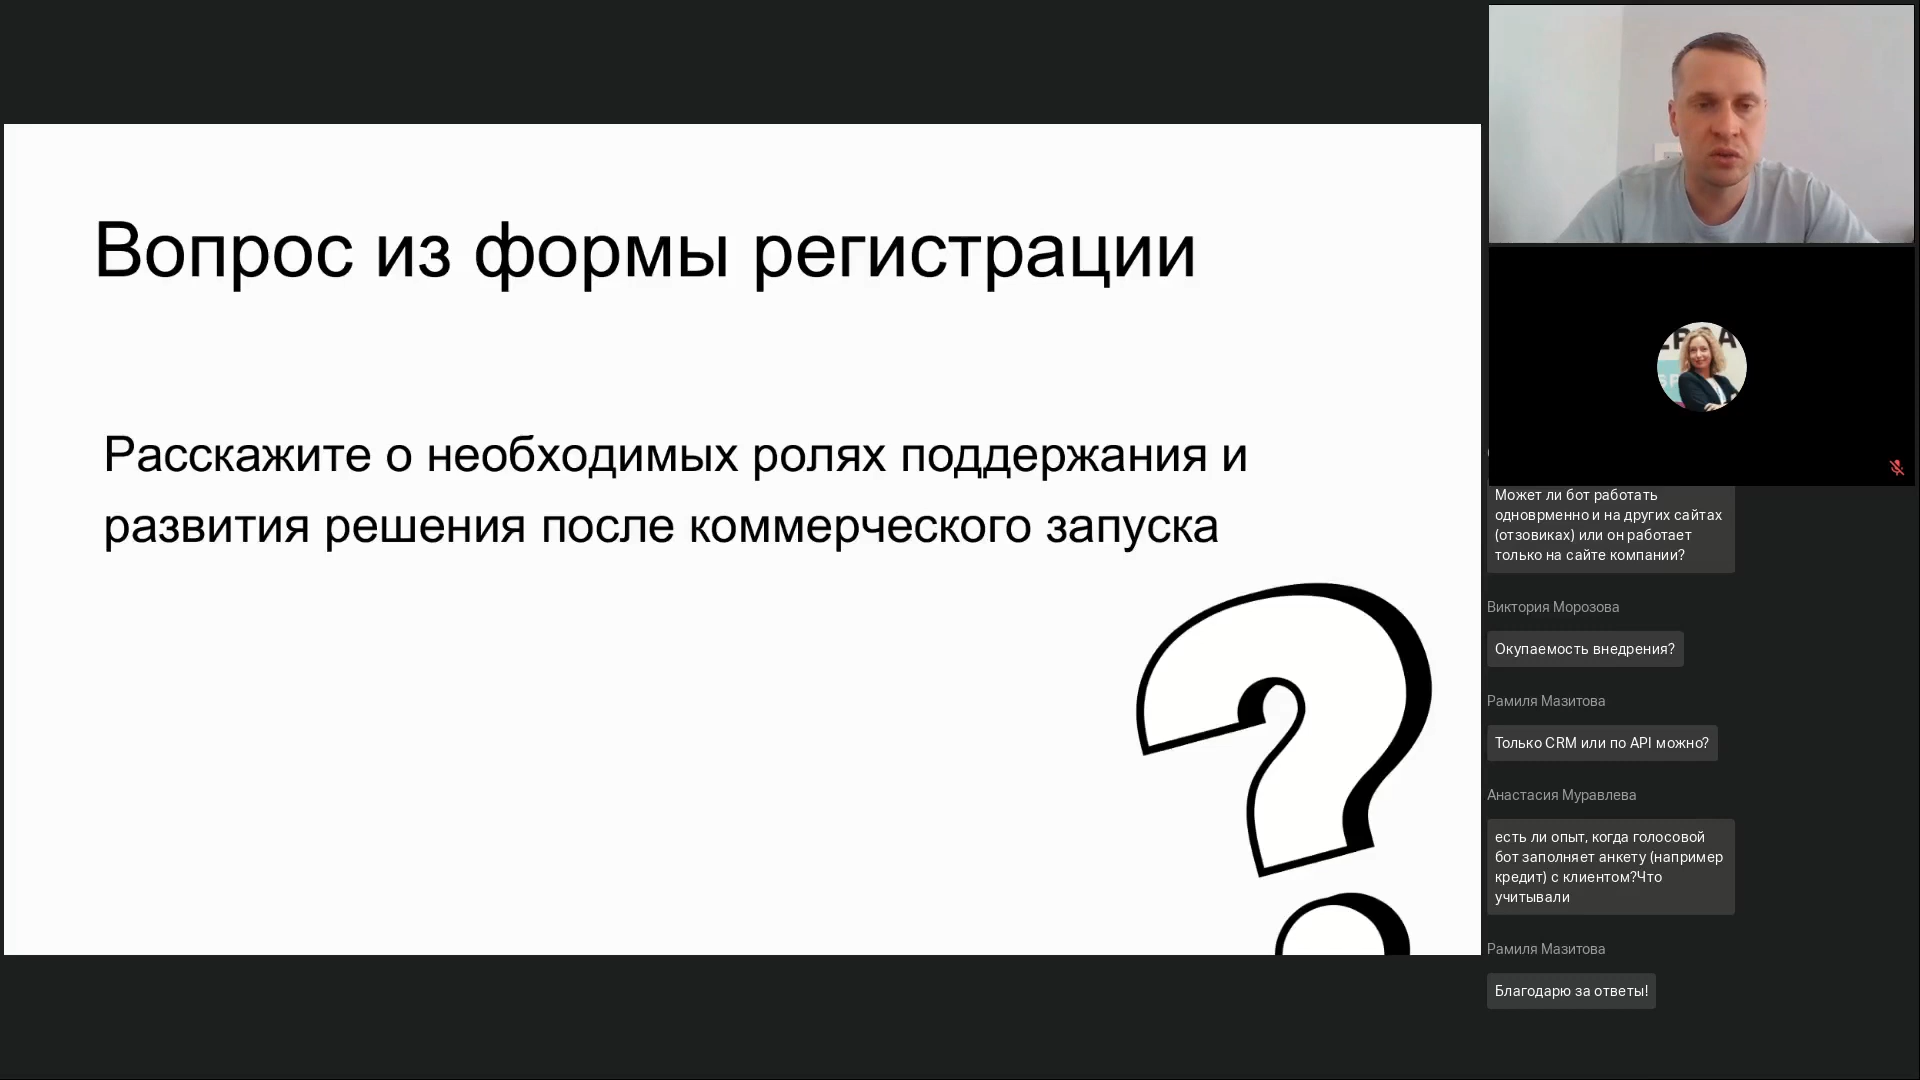 Вопрос из формы регистрации
Расскажите о необходимых ролях поддержания и
развития решения после коммерческого запуска
Может ли бот работать
одноврменно и на других сайтах
(отзовиках) или он работает
только на сайте компании?
Виктория Морозова
Окупаемость внедрения?
Рамиля Мазитова
Только CRM или по API можно?
Анастасия Муравлева
есть ли опыт, когда голосовой
бот заполняет анкету (например
кредит) с клиентом?Что
учитывали
Рамиля Мазитова
Благодарю за ответы!